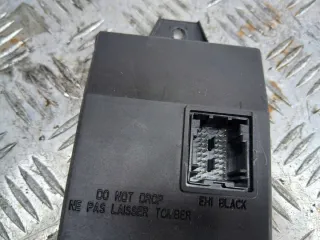 DO NOT DROP
NE PAS LAISSER TOMBER
EH1 BLACK